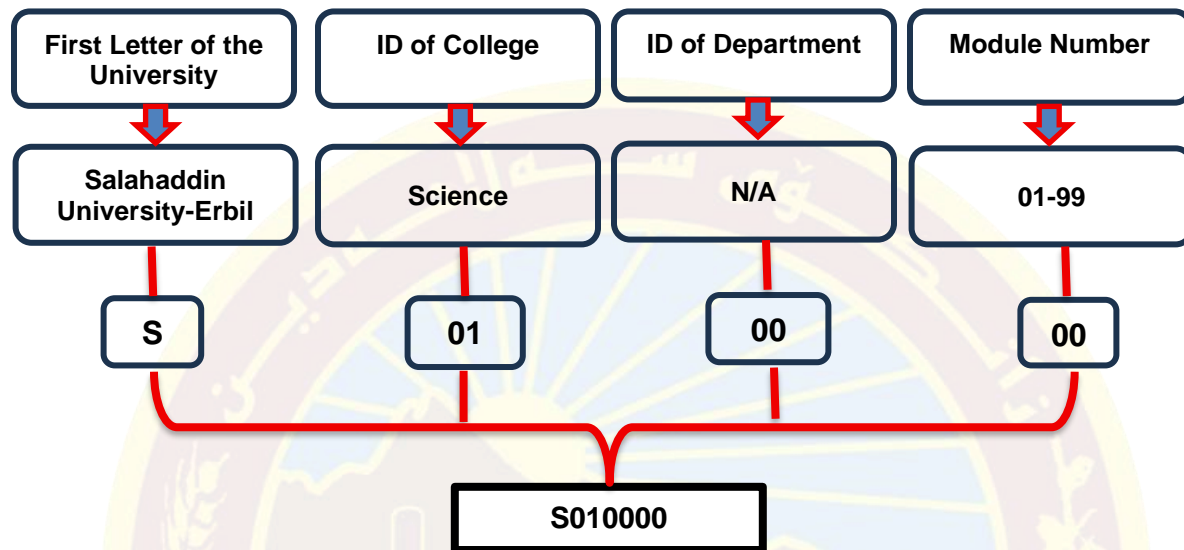 First Letter of the
University
ID of College
ID of Department
Module Number
Salahaddin
University-Erbil
Science
N/A
01-99
S
01
00
00
S010000